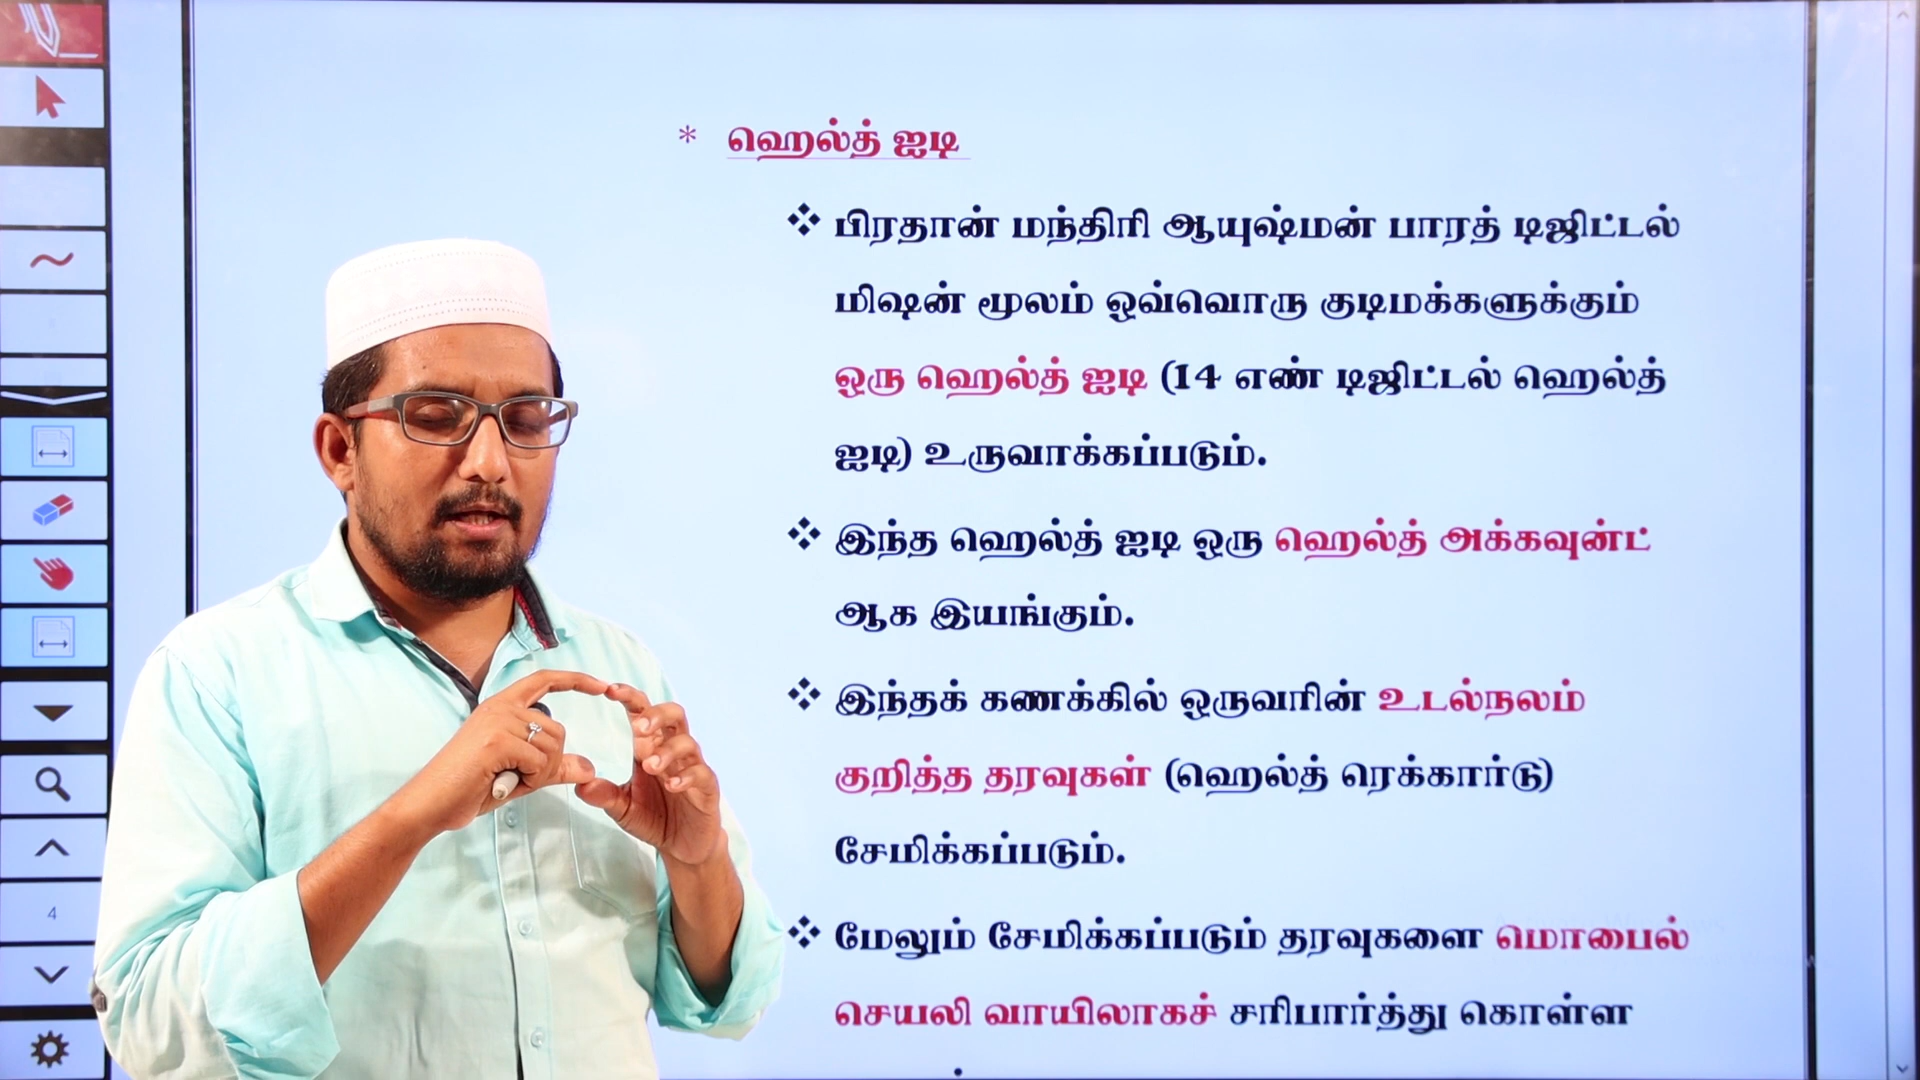 * ஹெல்த் ஐடி
❖ பிரதான் மந்திரி ஆயுஷ்மன் பாரத் டிஜிட்டல்
மிஷன் மூலம் ஒவ்வொரு குடிமக்களுக்கும்
ஒரு ஹெல்த் ஐடி (14 எண் டிஜிட்டல் ஹெல்த்
ஐடி) உருவாக்கப்படும்.
❖ இந்த ஹெல்த் ஐடி ஒரு ஹெல்த் அக்கவுன்ட்
ஆக இயங்கும்.
❖ இந்தக் கணக்கில் ஒருவரின் உடல்நலம்
குறித்த தரவுகள் (ஹெல்த் ரெக்கார்டு)
சேமிக்கப்படும்.
❖ மேலும் சேமிக்கப்படும் தரவுகளை மொபைல்
செயலி வாயிலாகச் சரிபார்த்து கொள்ள
4